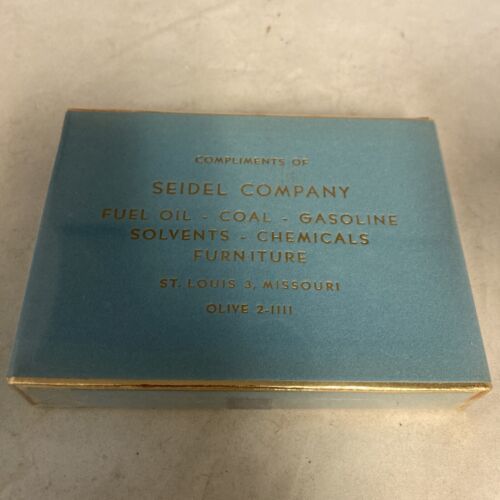 COMPLIMENTS OF
SEIDEL COMPANY
FUEL OIL - COAL - GASOLINE
SOLVENTS - CHEMICALS
FURNITURE
ST. LOUIS 3, MISSOURI
OLIVE 2-1111